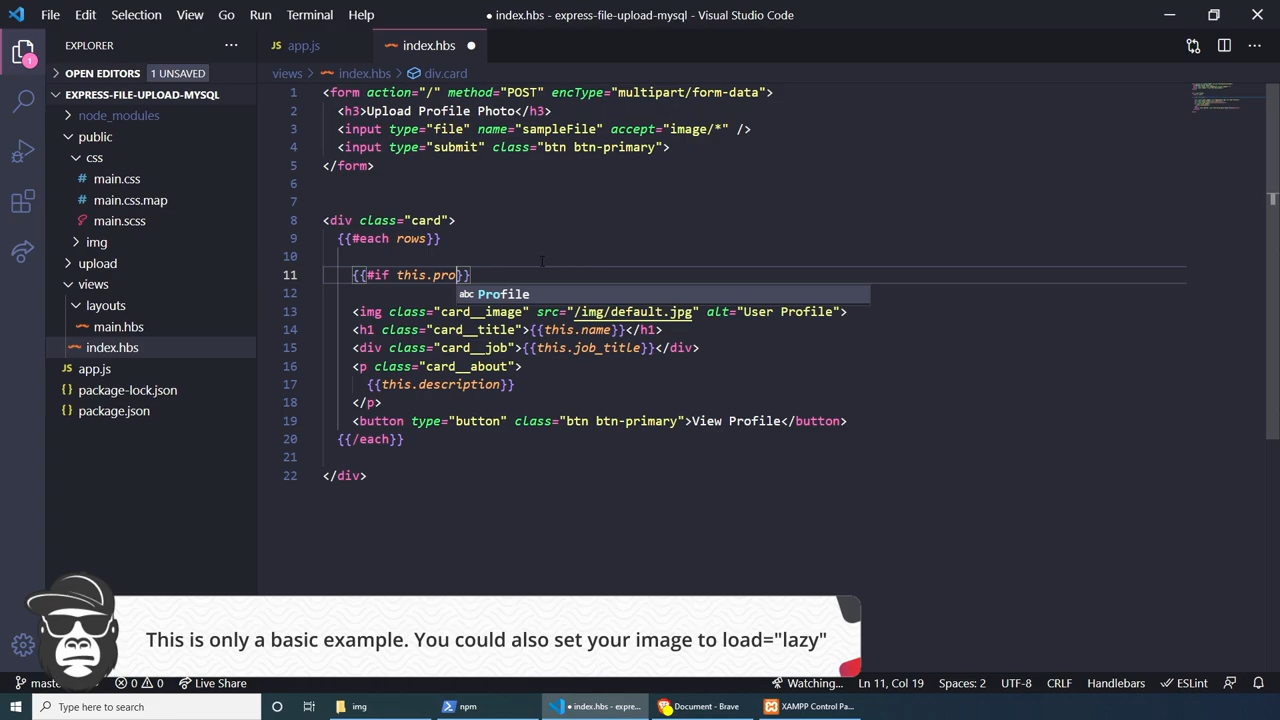 File Edit Selection View Go Run Terminal Help
● index.hbs - express-file-upload-mysql - Visual Studio Code
EXPLORER
1
OPEN EDITORS 1 UNSAVED
EXPRESS-FILE-UPLOAD-MYSQL
node_modules
public
css
main.css
main.css.map
main.scss
img
upload
views
layouts
main.hbs
index.hbs
JS app.js
{} package-lock.json
{} package.json
JS app.js
index.hbs ●
views > index.hbs > div.card
1 <form action="/" method="POST" encType="multipart/form-data">
2 <h3>Upload Profile Photo</h3>
3 <input type="file" name="sampleFile" accept="image/*" />
4 <input type="submit" class="btn btn-primary">
5 </form>
6
7
8 <div class="card">
9 {{#each rows}}
10
11 {{#if this.pro}}
abc Profile
12
13 <img class="card__image" src="/img/default.jpg" alt="User Profile">
14 <h1 class="card__title">{{this.name}}</h1>
15 <div class="card__job">{{this.job_title}}</div>
16 <p class="card__about">
17 {{this.description}}
18 </p>
19 <button type="button" class="btn btn-primary">View Profile</button>
20 {{/each}}
21
22 </div>
This is only a basic example. You could also set your image to load="lazy"
0 0 Live Share
Watching... Ln 11, Col 19 Spaces: 2 UTF-8 CRLF Handlebars ESLint
Type here to search
img
npm
● index.hbs - expre...
Document - Brave
XAMPP Control Pa...